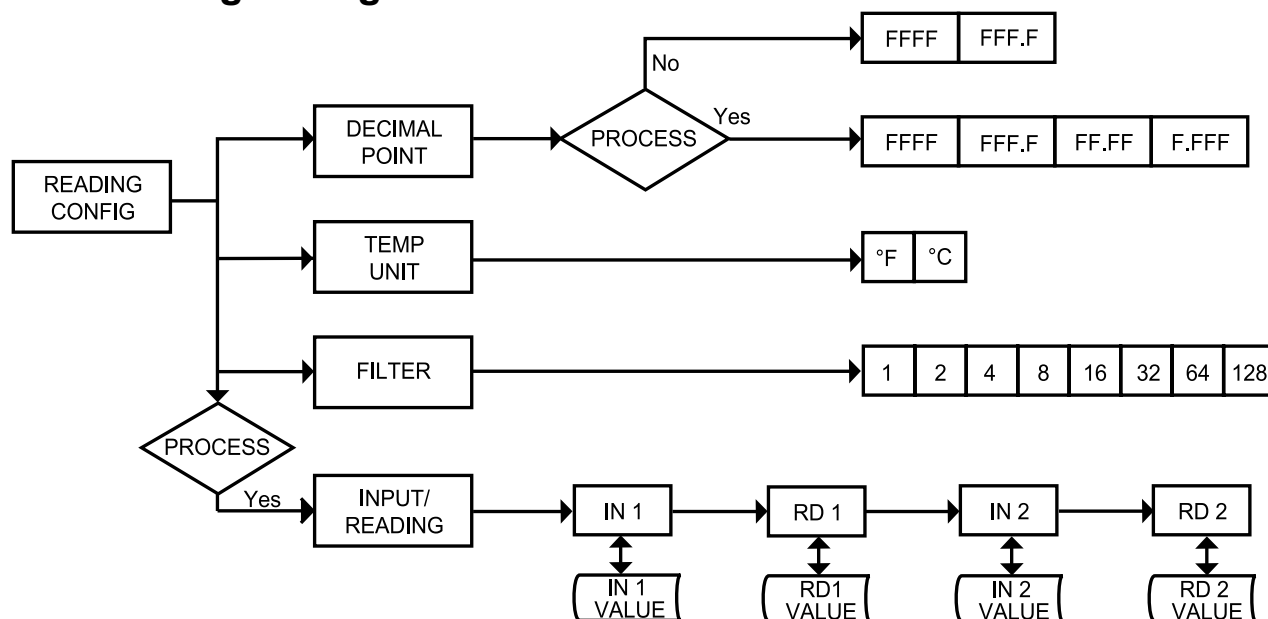 FFFF FFF.F
No
DECIMAL
POINT
PROCESS
Yes
FFFF FFF.F FF.FF F.FFF
READING
CONFIG
TEMP
UNIT
°F °C
FILTER
1 2 4 8 16 32 64 128
PROCESS
Yes
INPUT/
READING
IN 1
RD 1
IN 2
RD 2
IN 1
VALUE
RD1
VALUE
IN 2
VALUE
RD 2
VALUE